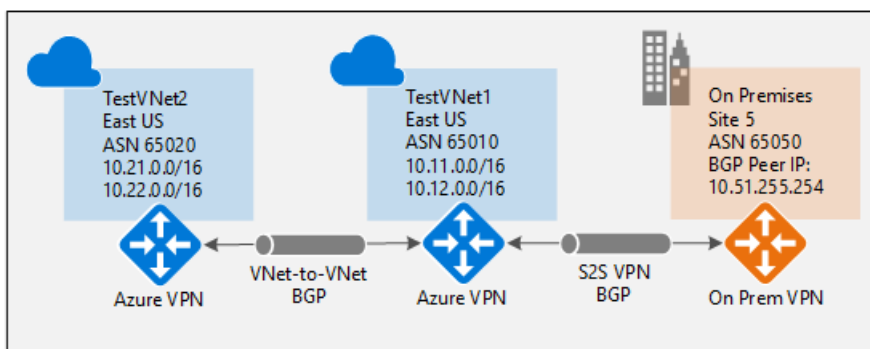 TestVNet2
East US
ASN 65020
10.21.0.0/16
10.22.0.0/16
TestVNet1
East US
ASN 65010
10.11.0.0/16
10.12.0.0/16
On Premises
Site 5
ASN 65050
BGP Peer IP:
10.51.255.254
VNet-to-VNet
BGP
S2S VPN
BGP
Azure VPN
Azure VPN
On Prem VPN